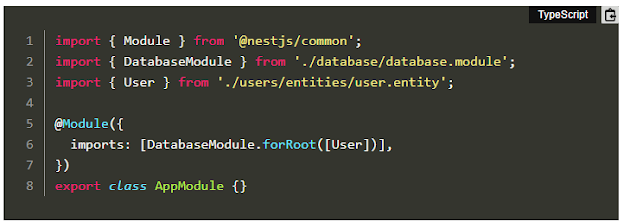 TypeScript
1 import { Module } from '@nestjs/common';
2 import { DatabaseModule } from './database/database.module';
3 import { User } from './users/entities/user.entity';
4
5 @Module({
6   imports: [DatabaseModule.forRoot([User])],
7 })
8 export class AppModule {}